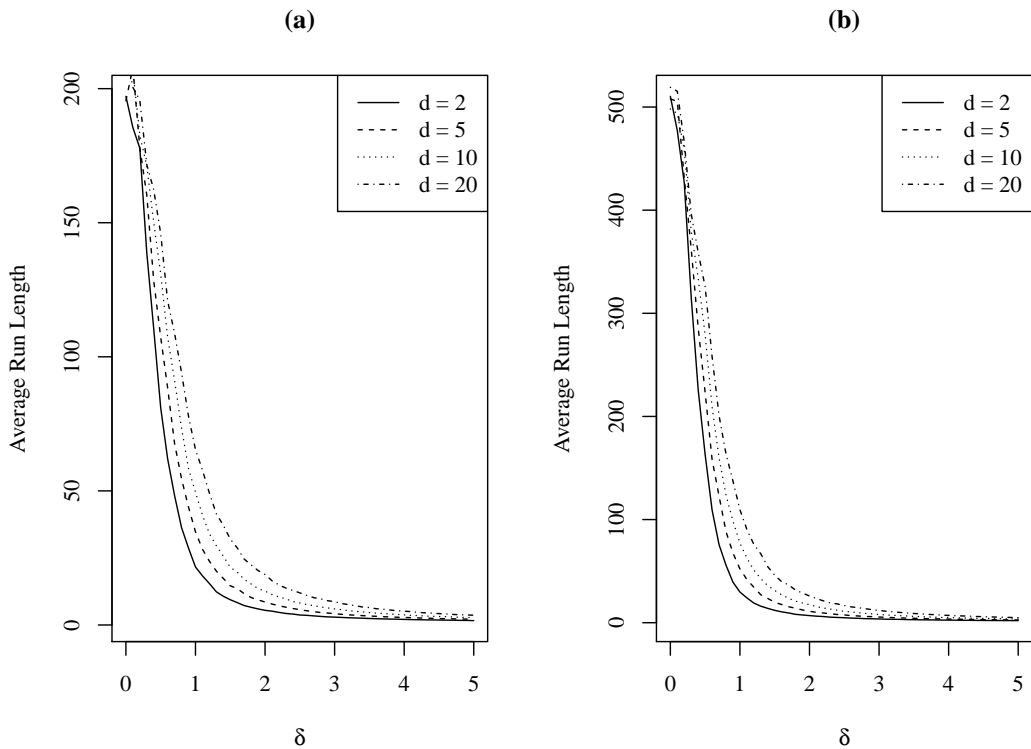 (a)
Average Run Length
200
150
100
50
0
0 1 2 3 4 5
δ
d = 2
d = 5
d = 10
d = 20
(b)
Average Run Length
500
400
300
200
100
0
0 1 2 3 4 5
δ
d = 2
d = 5
d = 10
d = 20